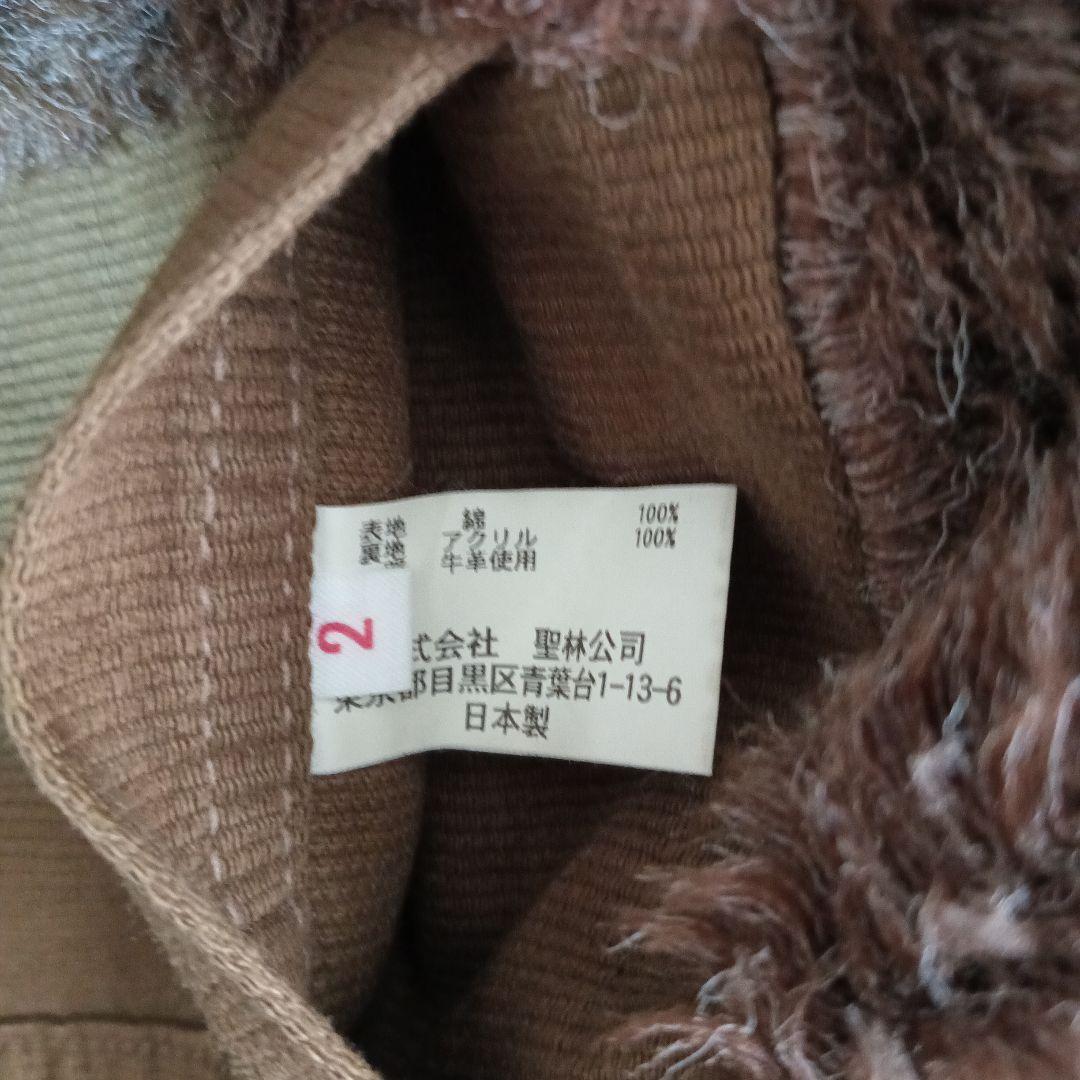 表地 綿 100%
裏地 アクリル 100%
牛革使用
2
式会社 聖林公司
東京都目黒区青葉台1-13-6
日本製